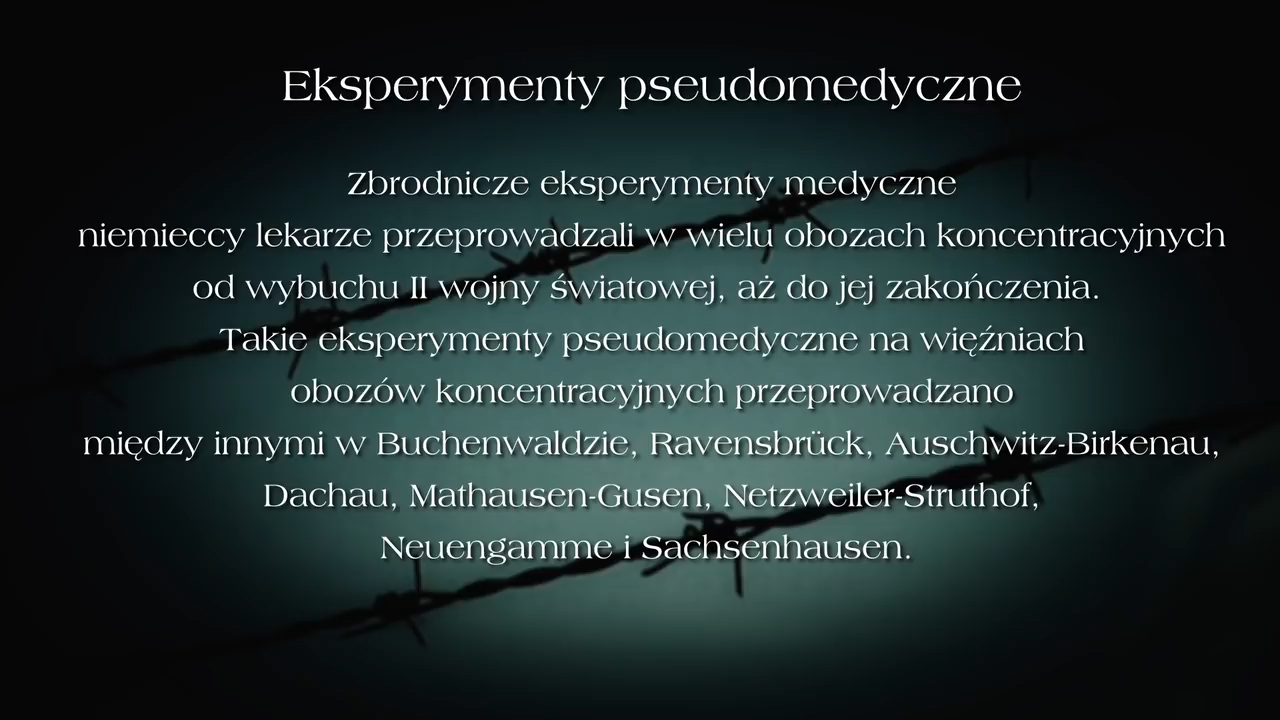 Eksperymenty pseudomedyczne
Zbrodnicze eksperymenty medyczne
niemieccy lekarze przeprowadzali w wielu obozach koncentracyjnych
od wybuchu II wojny światowej, aż do jej zakończenia.
Takie eksperymenty pseudomedyczne na więźniach
obozów koncentracyjnych przeprowadzano
między innymi w Buchenwaldzie, Ravensbrück, Auschwitz-Birkenau,
Dachau, Mathausen-Gusen, Netzweiler-Struthof,
Neuengamme i Sachsenhausen.